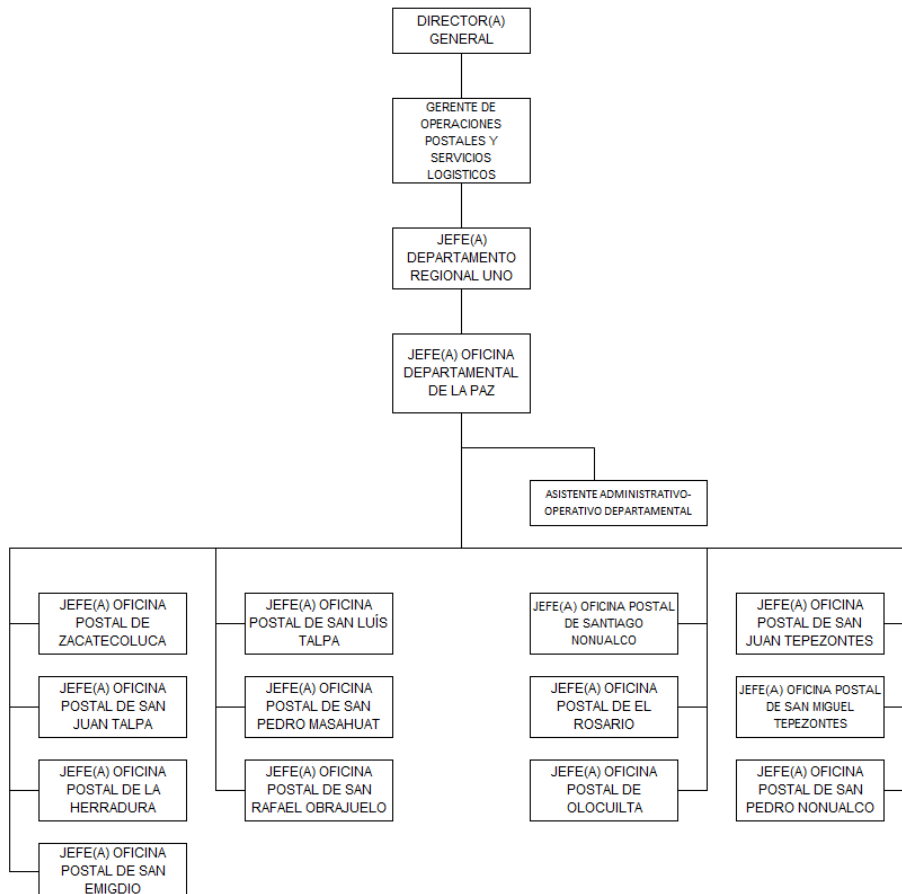 DIRECTOR(A)
GENERAL
GERENTE DE
OPERACIONES
POSTALES Y
SERVICIOS
LOGISTICOS
JEFE(A)
DEPARTAMENTO
REGIONAL UNO
JEFE(A) OFICINA
DEPARTAMENTAL
DE LA PAZ
ASISTENTE ADMINISTRATIVO-
OPERATIVO DEPARTAMENTAL
JEFE(A) OFICINA
POSTAL DE
ZACATECOLUCA
JEFE(A) OFICINA
POSTAL DE SAN
JUAN TALPA
JEFE(A) OFICINA
POSTAL DE LA
HERRADURA
JEFE(A) OFICINA
POSTAL DE SAN
EMIGDIO
JEFE(A) OFICINA
POSTAL DE SAN LUÍS
TALPA
JEFE(A) OFICINA
POSTAL DE SAN
PEDRO MASAHUAT
JEFE(A) OFICINA
POSTAL DE SAN
RAFAEL OBRAJUELO
JEFE(A) OFICINA POSTAL
DE SANTIAGO
NONUALCO
JEFE(A) OFICINA
POSTAL DE EL
ROSARIO
JEFE(A) OFICINA
POSTAL DE
OLOCUILTA
JEFE(A) OFICINA
POSTAL DE SAN
JUAN TEPEZONTES
JEFE(A) OFICINA POSTAL
DE SAN MIGUEL
TEPEZONTES
JEFE(A) OFICINA
POSTAL DE SAN
PEDRO NONUALCO